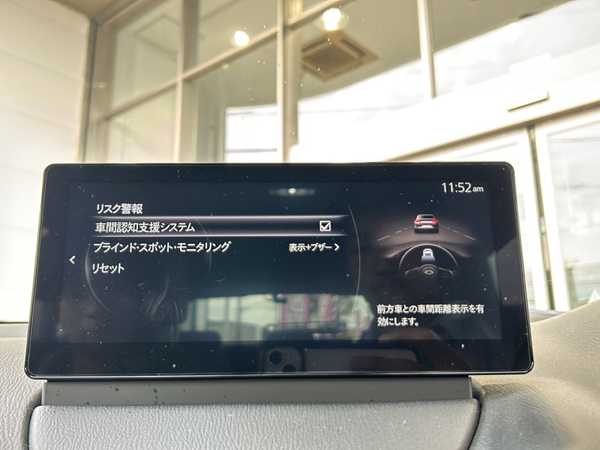 11:52am
リスク警報
車間認知支援システム
ブラインド・スポット・モニタリング 表示+ブザー
リセット
前方車との車間距離表示を有
効にします。